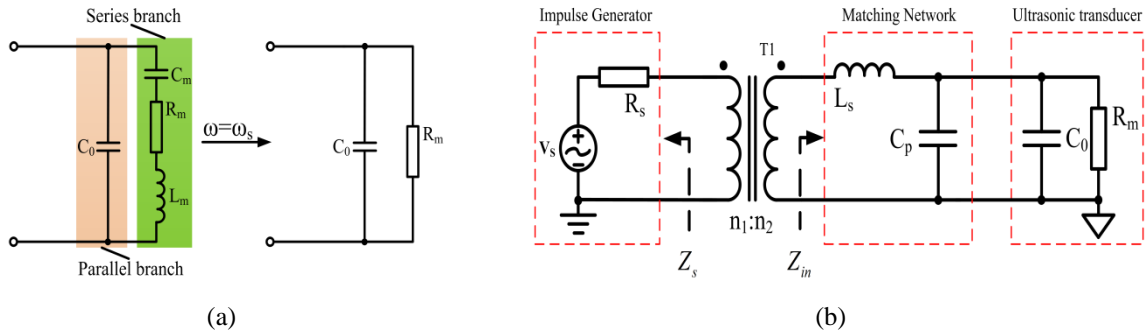 Series branch
C₀
Cₘ
Rₘ
Lₘ
Parallel branch
ω=ωₛ
C₀
Rₘ
(a)
Impulse Generator
Matching Network
Ultrasonic transducer
Rₛ
vₛ
T1
n₁:n₂
Lₛ
Cₚ
C₀
Rₘ
Zₛ
Zᵢₙ
(b)